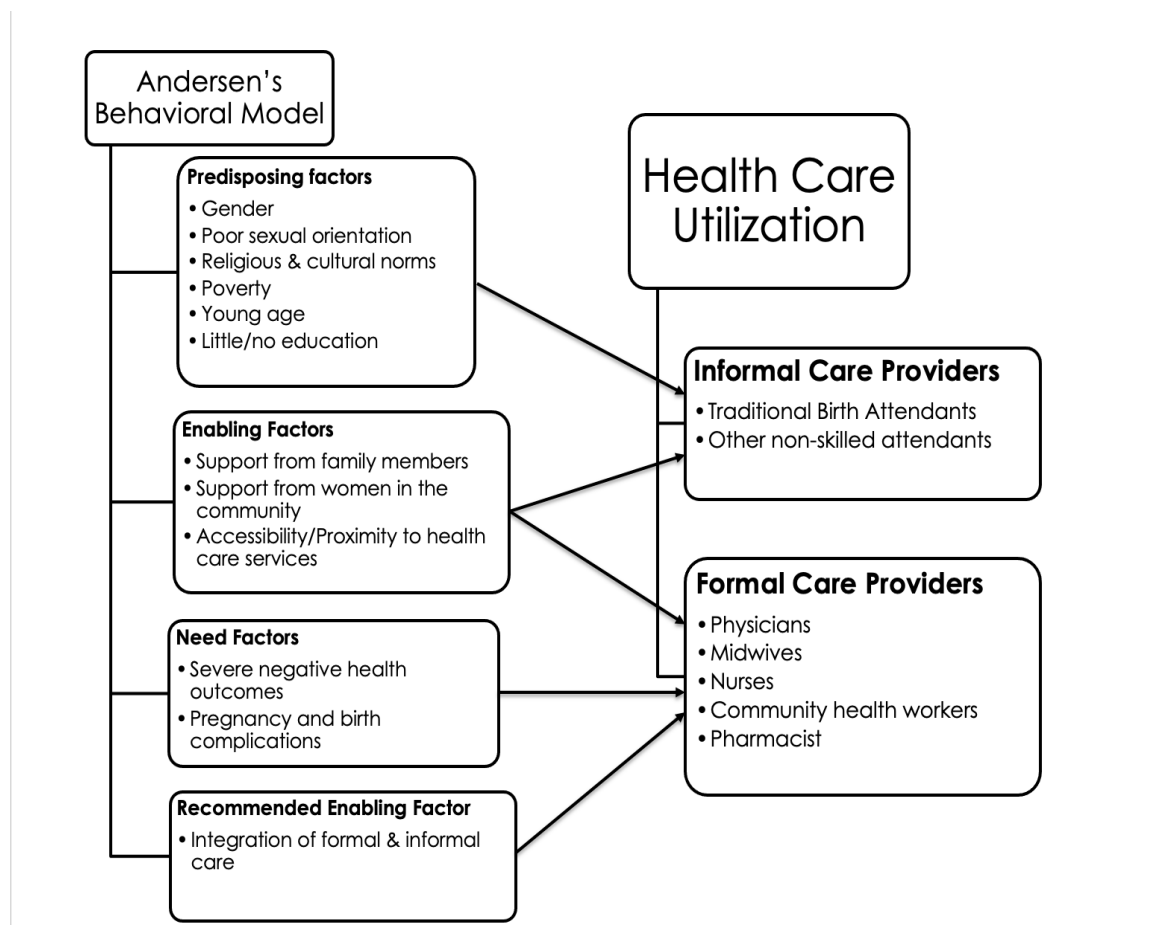 Andersen's
Behavioral Model
Predisposing factors
• Gender
• Poor sexual orientation
• Religious & cultural norms
• Poverty
• Young age
• Little/no education
Enabling Factors
• Support from family members
• Support from women in the
community
• Accessibility/Proximity to health
care services
Need Factors
• Severe negative health
outcomes
• Pregnancy and birth
complications
Recommended Enabling Factor
• Integration of formal & informal
care
Health Care
Utilization
Informal Care Providers
• Traditional Birth Attendants
• Other non-skilled attendants
Formal Care Providers
• Physicians
• Midwives
• Nurses
• Community health workers
• Pharmacist